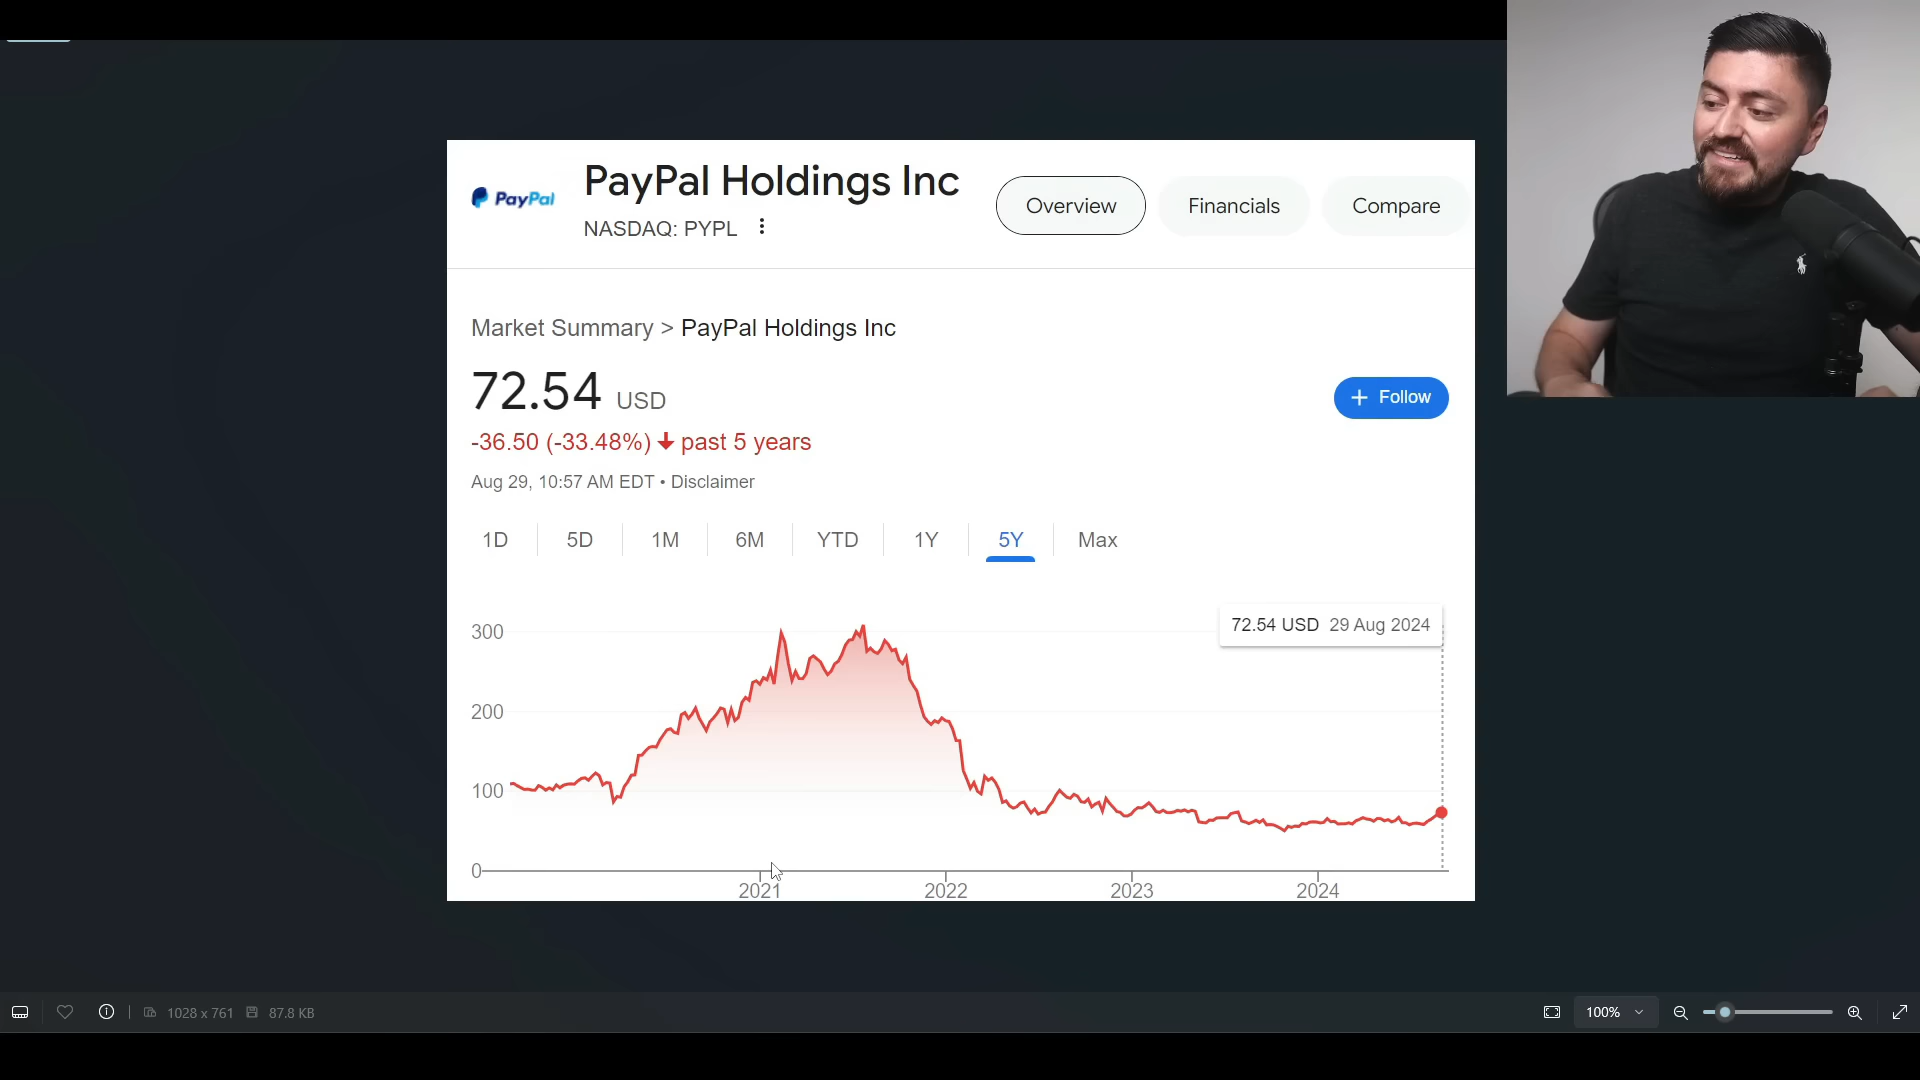 PayPal
PayPal Holdings Inc
NASDAQ: PYPL
Overview
Financials
Compare
Market Summary > PayPal Holdings Inc
72.54 USD
+ Follow
-36.50 (-33.48%) ↓ past 5 years
Aug 29, 10:57 AM EDT • Disclaimer
1D
5D
1M
6M
YTD
1Y
5Y
Max
72.54 USD 29 Aug 2024
300
200
100
0
2021
2022
2023
2024
1028 x 761
87.8 KB
100%